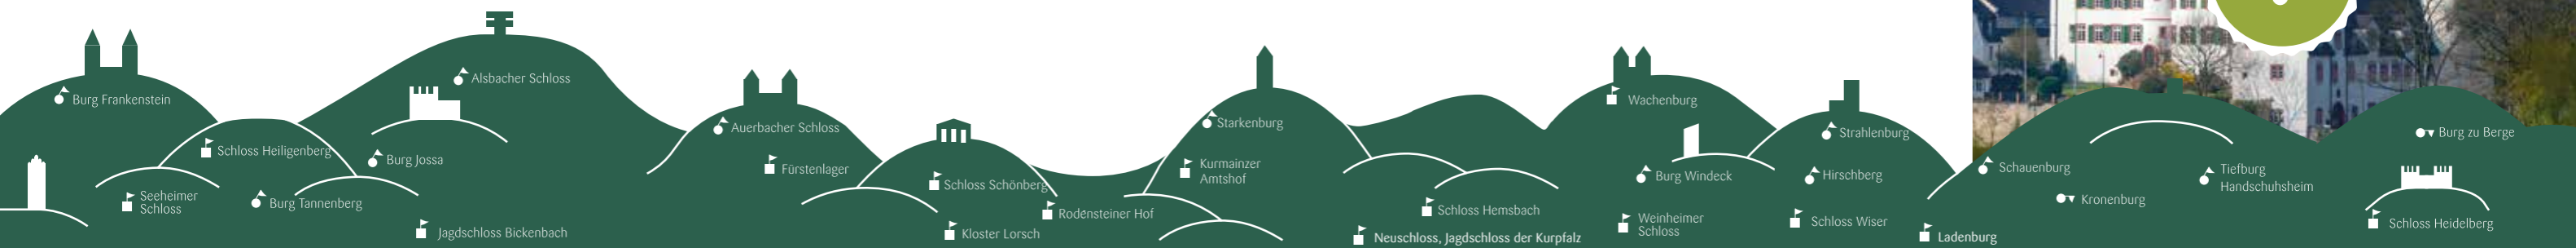 Burg Frankenstein
Schloss Heiligenberg
Seeheimer
Schloss
Burg Tannenberg
Alsbacher Schloss
Burg Jossa
Jagdschloss Bickenbach
Auerbacher Schloss
Fürstenlager
Schloss Schönberg
Kloster Lorsch
Rodensteiner Hof
Starkenburg
Kurmainzer
Amtshof
Neuschloss, Jagdschloss der Kurpfalz
Schloss Hemsbach
Wachenburg
Burg Windeck
Weinheimer
Schloss
Strahlenburg
Hirschberg
Schloss Wiser
Ladenburg
Schauenburg
Kronenburg
Tiefburg
Handschuhsheim
Burg zu Berge
Schloss Heidelberg